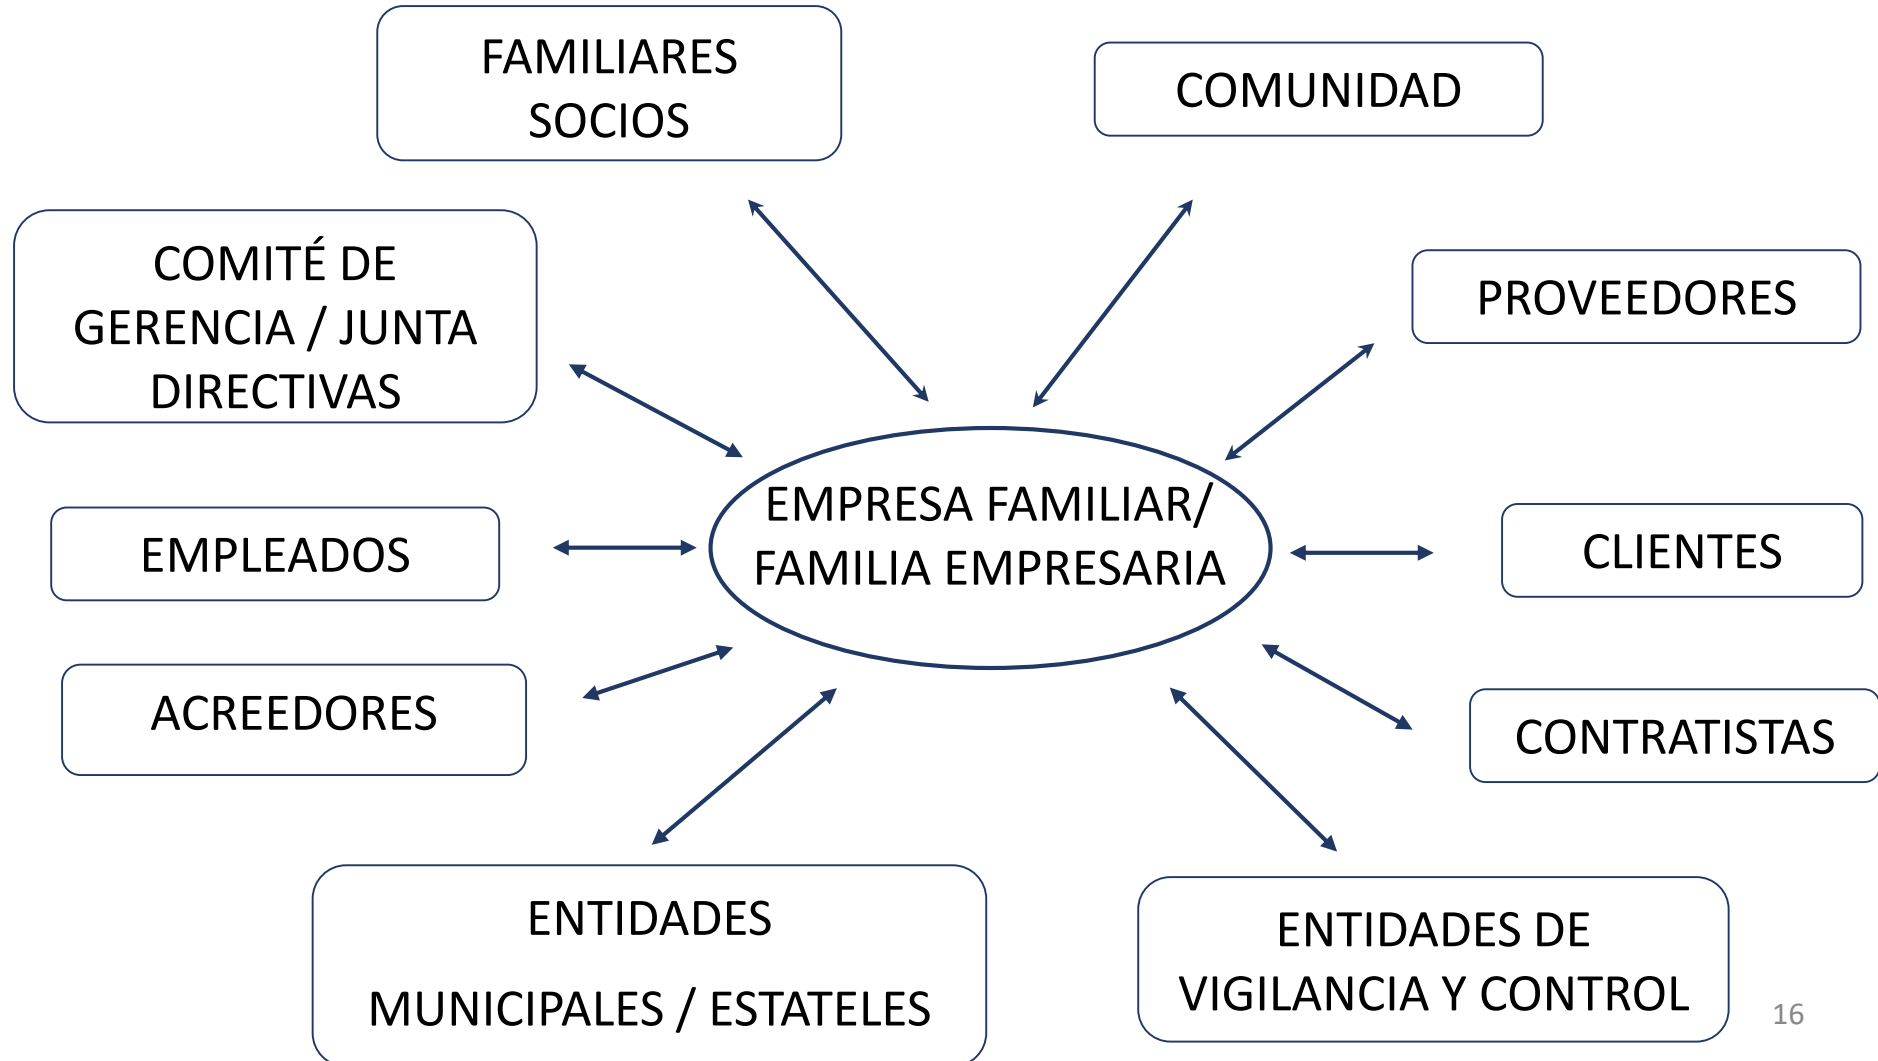 FAMILIARES
SOCIOS
COMUNIDAD
COMITÉ DE
GERENCIA / JUNTA
DIRECTIVAS
PROVEEDORES
EMPRESA FAMILIAR/
FAMILIA EMPRESARIA
EMPLEADOS
CLIENTES
ACREEDORES
CONTRATISTAS
ENTIDADES
MUNICIPALES / ESTATELES
ENTIDADES DE
VIGILANCIA Y CONTROL
16